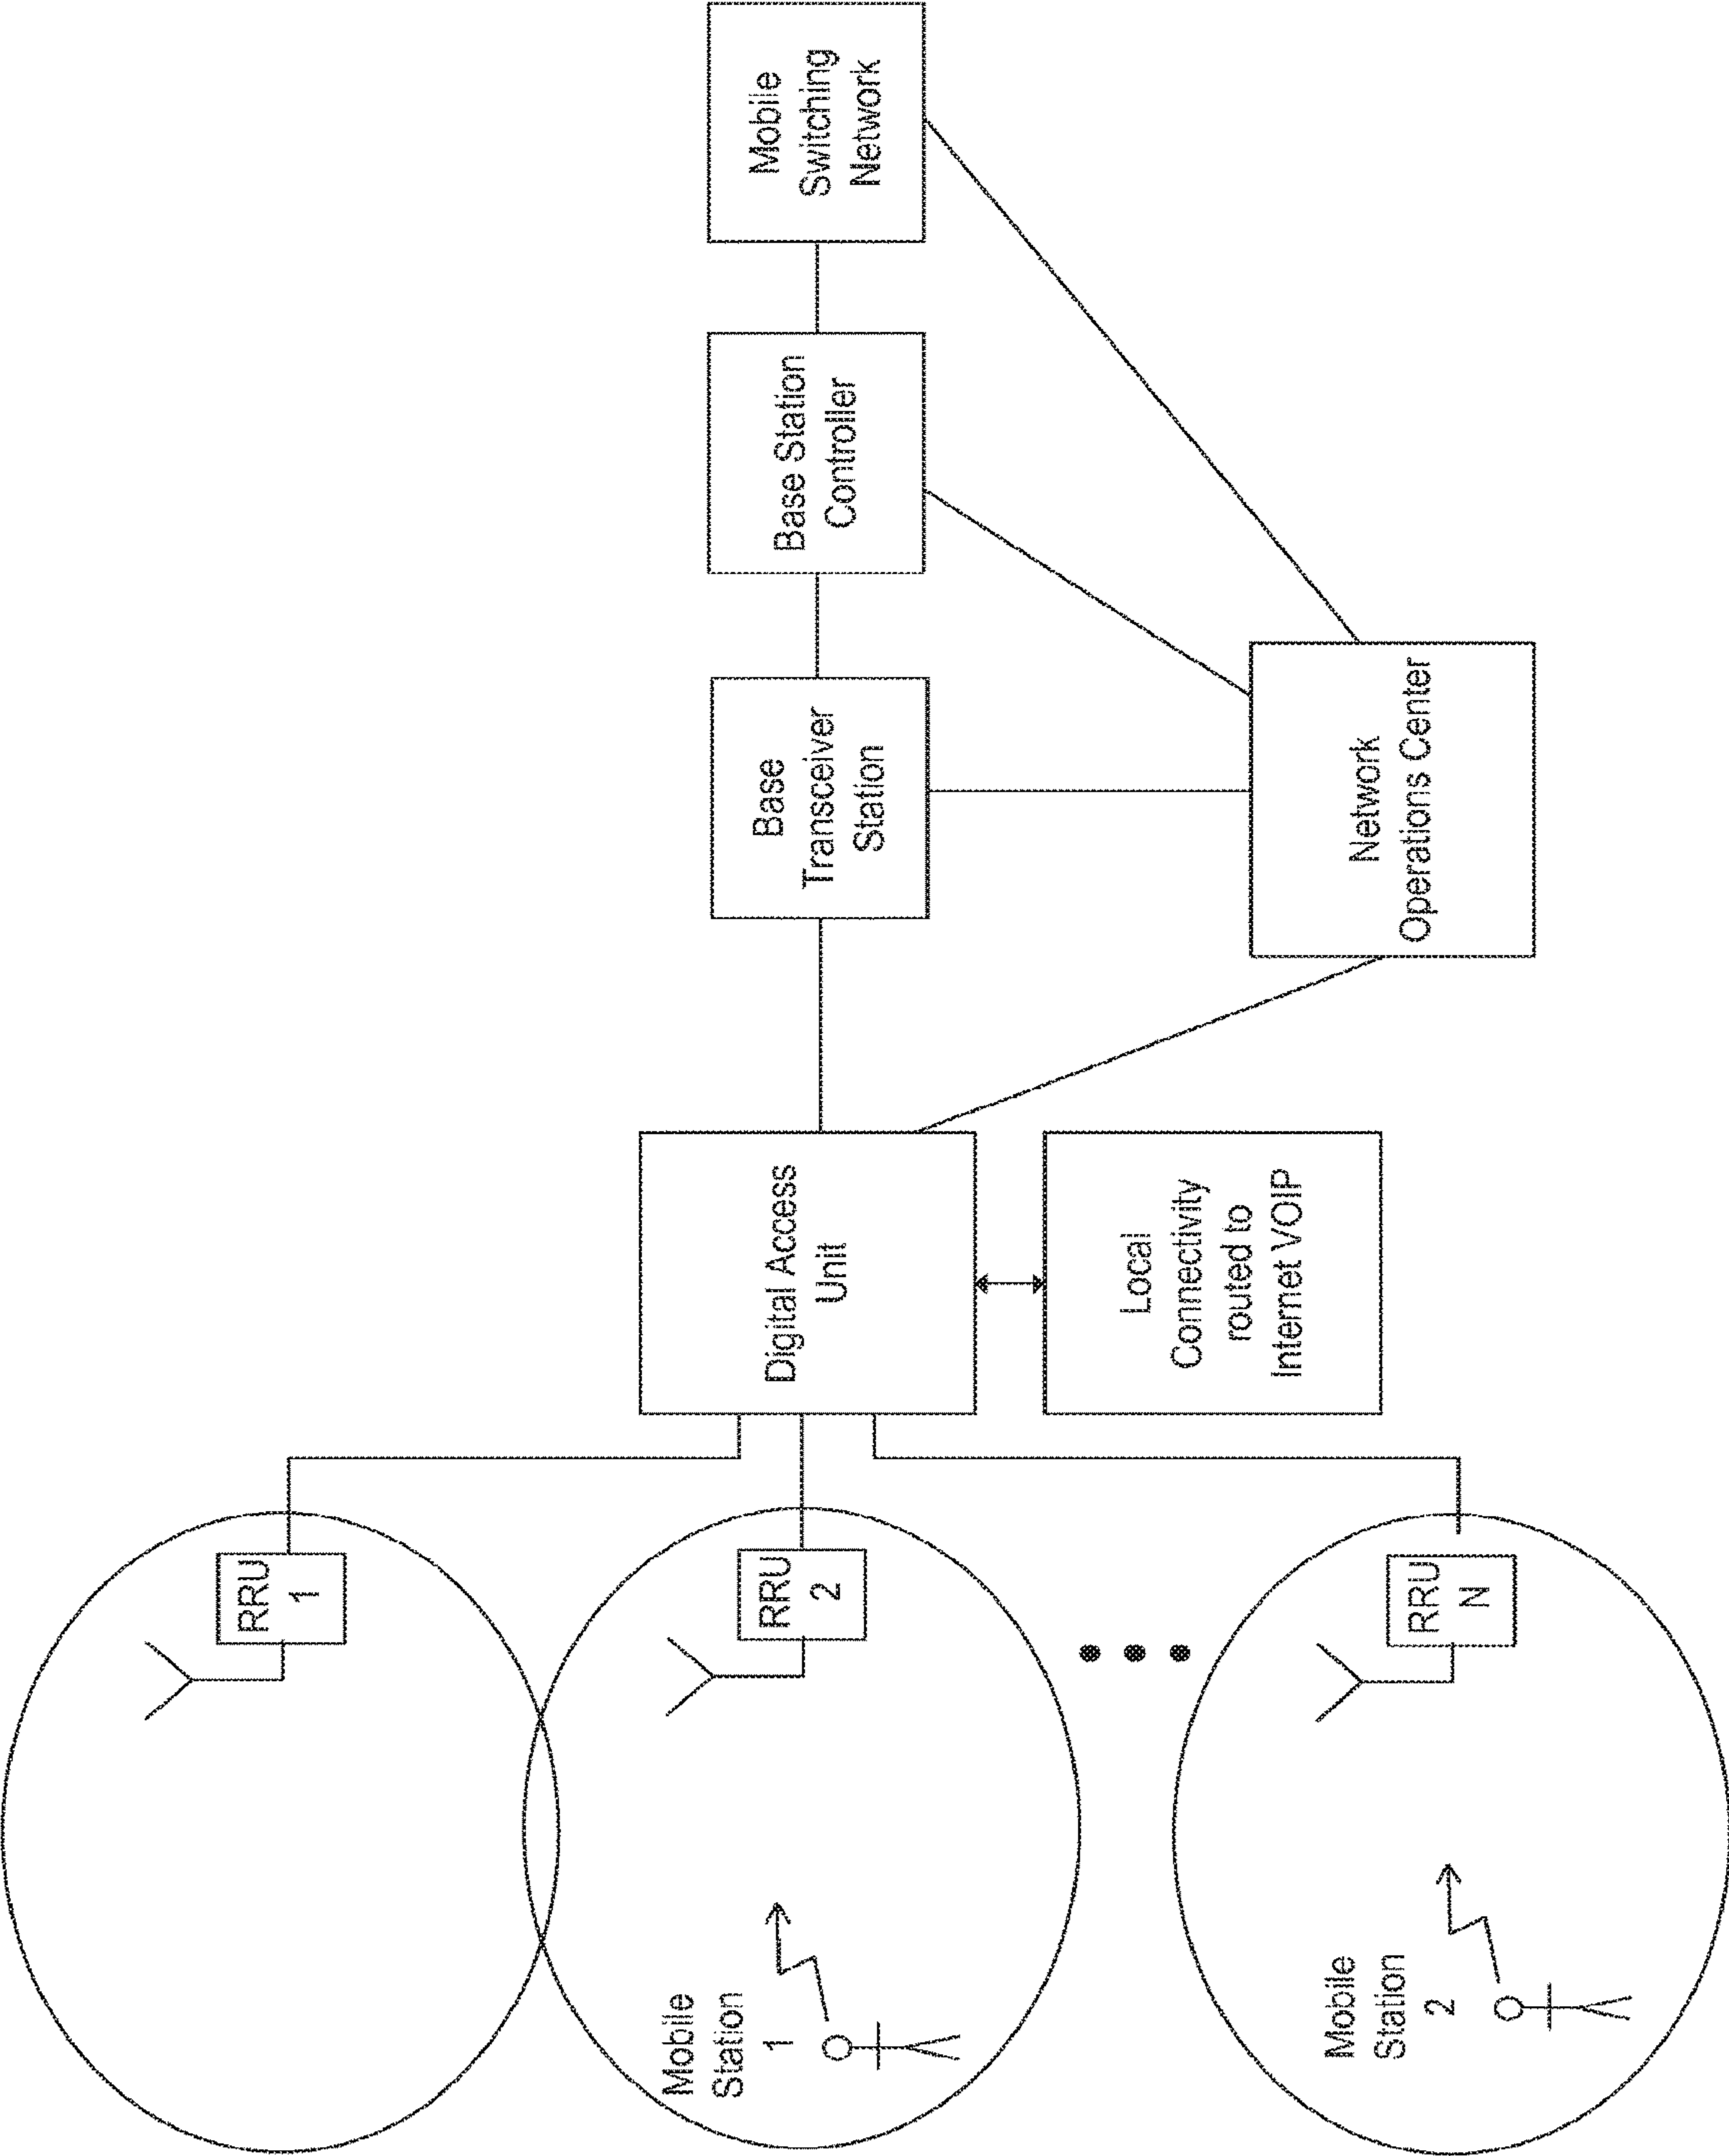 RRU
1
Mobile
Station
1
RRU
2
Mobile
Station
2
RRU
N
Digital Access
Unit
Local
Connectivity
routed to
Internet VOIP
Base
Transceiver
Station
Base Station
Controller
Mobile
Switching
Network
Network
Operations Center